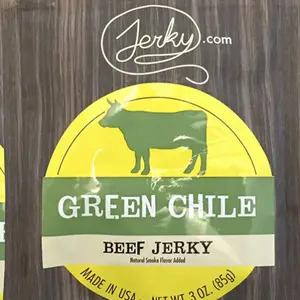 Jerky.com
GREEN CHILE
BEEF JERKY
Natural Smoke Flavor Added
MADE IN USA • NET WT. 3 OZ. (85g)